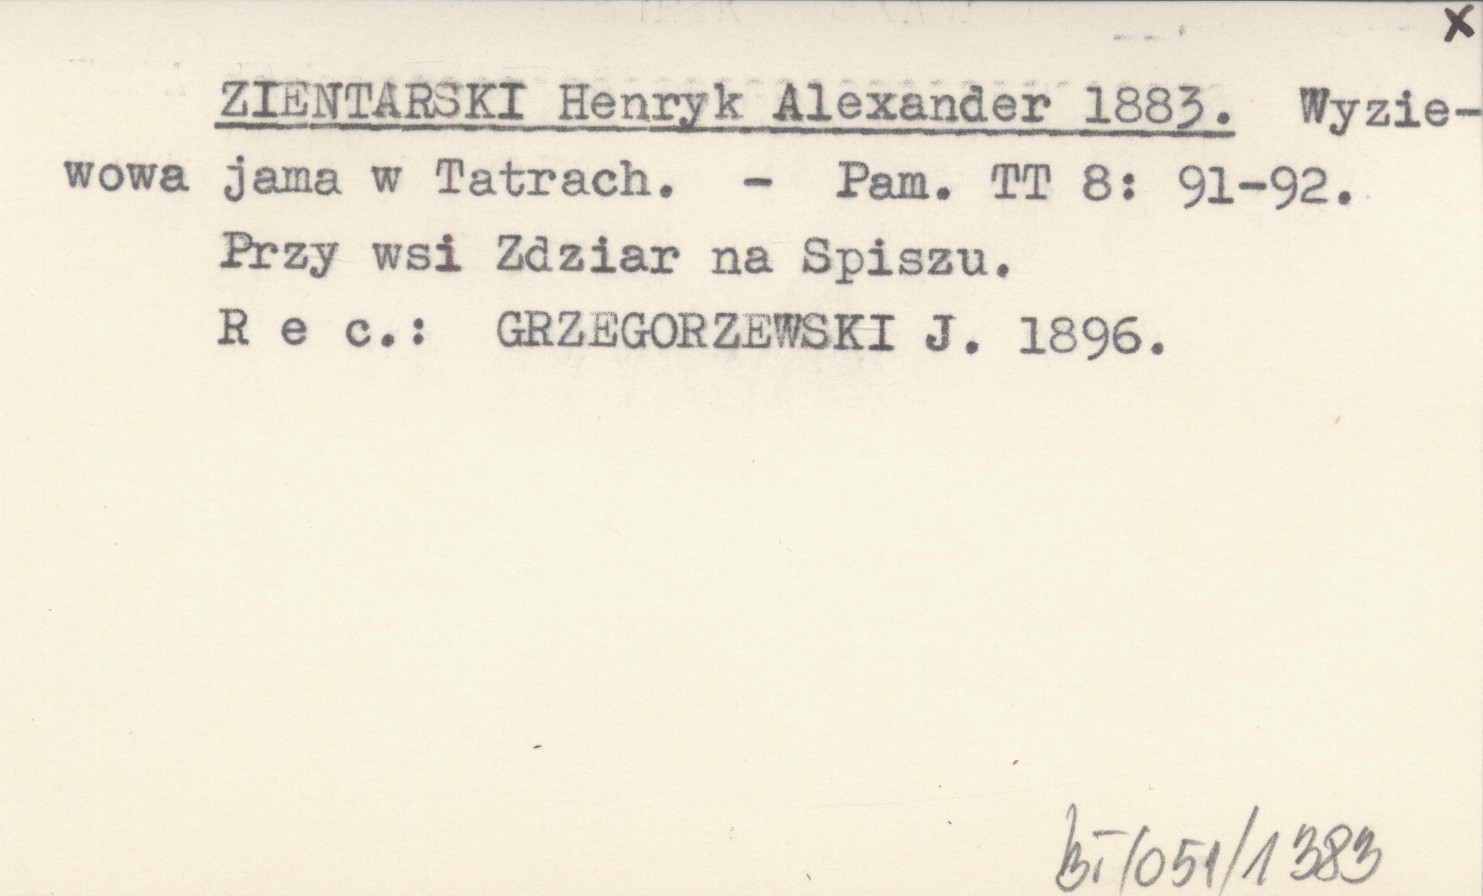 x
ZIENTARSKI Henryk Alexander 1883. Wyzie-
wowa jama w Tatrach. - Pam. TT 8: 91-92.
Przy wsi Zdziar na Spiszu.
R e c.: GRZEGORZEWSKI J. 1896.
bī/051/1383